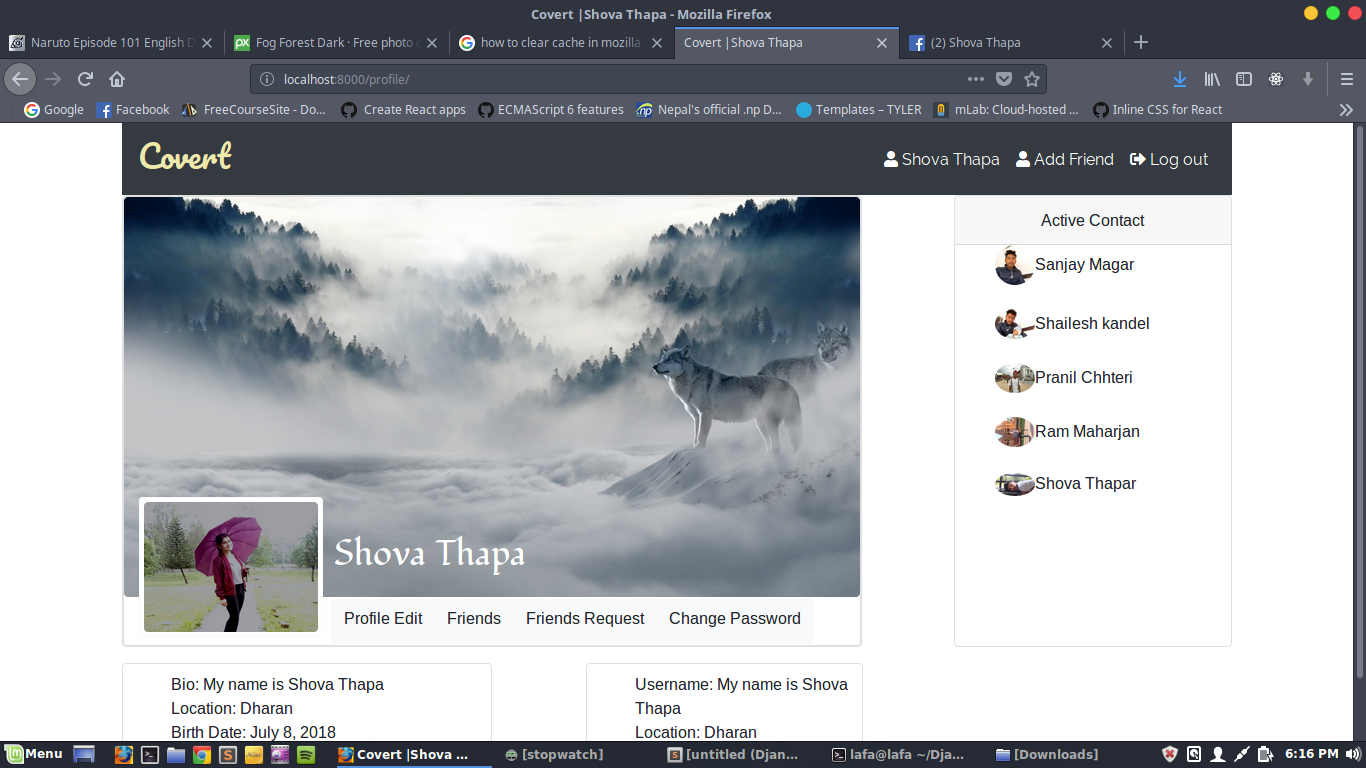 Covert |Shova Thapa - Mozilla Firefox
Naruto Episode 101 English D
Fog Forest Dark · Free photo
how to clear cache in mozilla
Covert |Shova Thapa
(2) Shova Thapa
localhost:8000/profile/
Google
Facebook
FreeCourseSite - Do...
Create React apps
ECMAScript 6 features
Nepal's official .np D...
Templates – TYLER
mLab: Cloud-hosted ...
Inline CSS for React
Covert
Shova Thapa
Add Friend
Log out
Active Contact
Sanjay Magar
Shailesh kandel
Pranil Chhteri
Ram Maharjan
Shova Thapar
Shova Thapa
Profile Edit
Friends
Friends Request
Change Password
Bio: My name is Shova Thapa
Location: Dharan
Birth Date: July 8, 2018
Username: My name is Shova
Thapa
Location: Dharan
Menu
Covert |Shova ...
[stopwatch]
[untitled (Djan...
lafa@lafa ~/Dja...
[Downloads]
6:16 PM